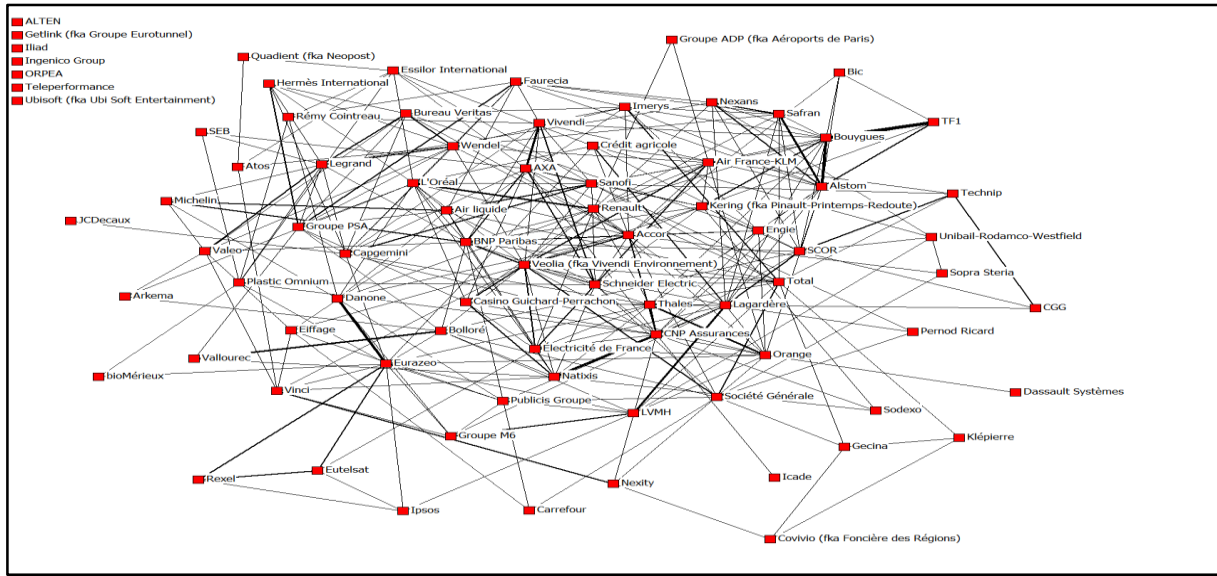 ALTEN
Getlink (fka Groupe Eurotunnel)
Iliad
Ingenico Group
ORPEA
Teleperformance
Ubisoft (fka Ubi Soft Entertainment)
Groupe ADP (fka Aéroports de Paris)
Quadient (fka Neopost)
Essilor International
Bic
Hermès International
Faurecia
Nexans
Imerys
Safran
Rémy Cointreau
Bureau Veritas
Vivendi
TF1
SEB
Bouygues
Wendel
Crédit agricole
Atos
Legrand
AXA
Air France-KLM
L'Oréal
Sanofi
Alstom
Technip
Michelin
Air liquide
Renault
Kering (fka Pinault-Printemps-Redoute)
JCDecaux
Groupe PSA
Accor
Engie
Unibail-Rodamco-Westfield
Valeo
Capgemini
BNP Paribas
SCOR
Veolia (fka Vivendi Environnement)
Sopra Steria
Plastic Omnium
Schneider Electric
Total
Arkema
Danone
Casino Guichard-Perrachon
Thales
Lagardère
CGG
Eiffage
Bolloré
CNP Assurances
Pernod Ricard
Vallourec
Électricité de France
Orange
Eurazeo
bioMérieux
Natixis
Vinci
Dassault Systèmes
Publicis Groupe
Société Générale
LVMH
Sodexo
Groupe M6
Gecina
Klépierre
Rexel
Eutelsat
Nexity
Icade
Ipsos
Carrefour
Covivio (fka Foncière des Régions)